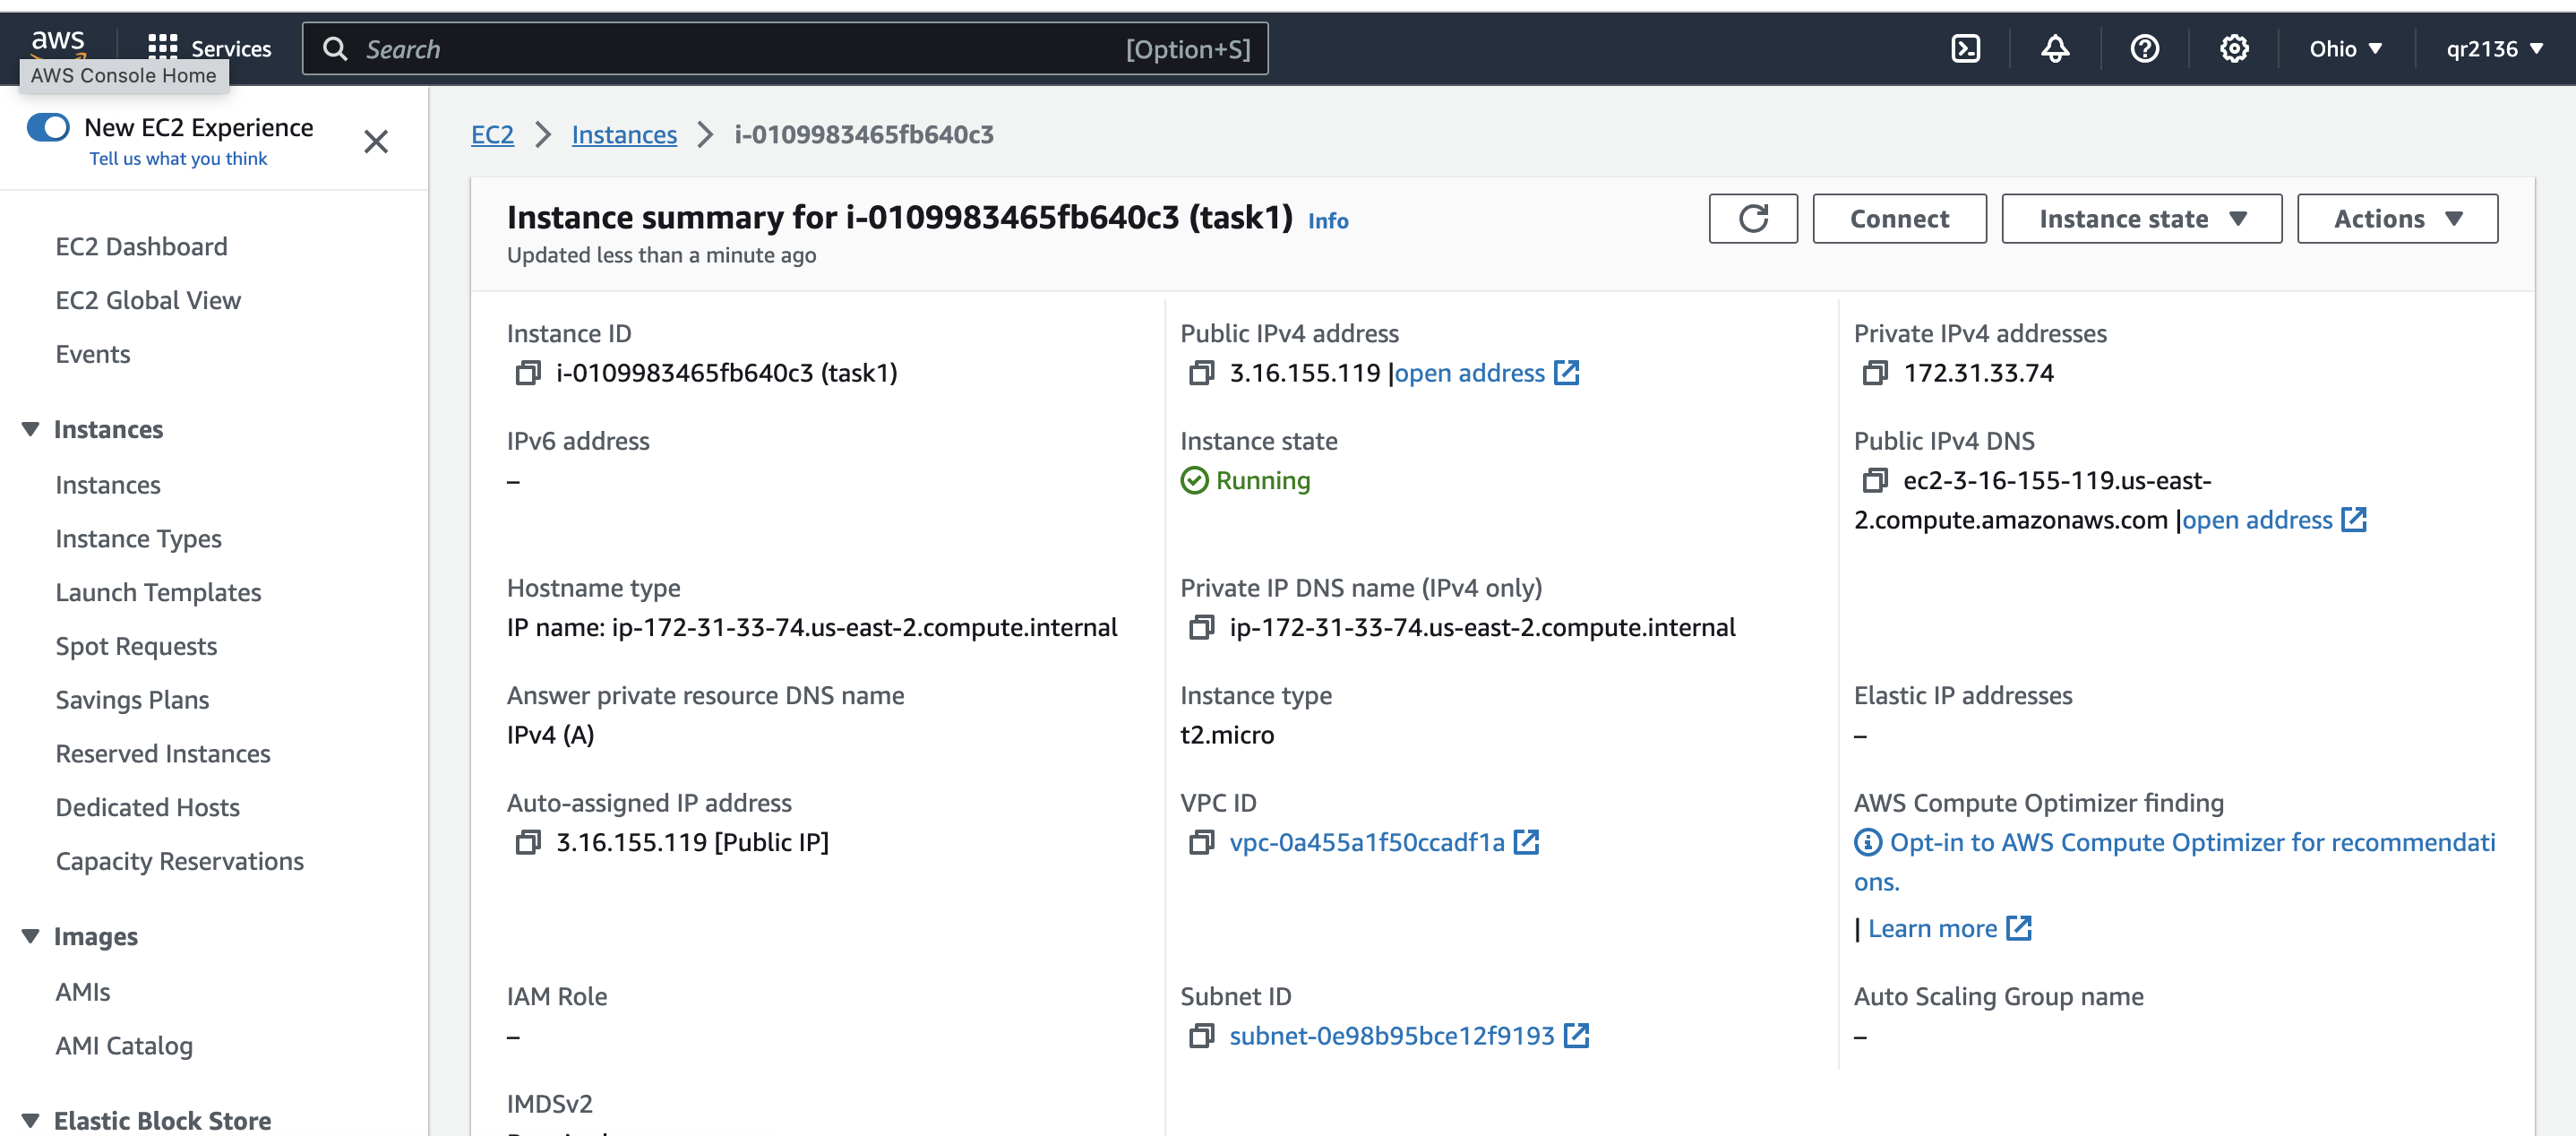 aws
Services
Search
[Option+S]
Ohio
qr2136
AWS Console Home
New EC2 Experience
Tell us what you think
EC2 Dashboard
EC2 Global View
Events
Instances
Instances
Instance Types
Launch Templates
Spot Requests
Savings Plans
Reserved Instances
Dedicated Hosts
Capacity Reservations
Images
AMIs
AMI Catalog
Elastic Block Store
EC2 > Instances > i-0109983465fb640c3
Instance summary for i-0109983465fb640c3 (task1) Info
Updated less than a minute ago
Connect
Instance state
Actions
Instance ID
i-0109983465fb640c3 (task1)
Public IPv4 address
3.16.155.119 |open address
Private IPv4 addresses
172.31.33.74
IPv6 address
–
Instance state
Running
Public IPv4 DNS
ec2-3-16-155-119.us-east-
2.compute.amazonaws.com |open address
Hostname type
IP name: ip-172-31-33-74.us-east-2.compute.internal
Private IP DNS name (IPv4 only)
ip-172-31-33-74.us-east-2.compute.internal
Answer private resource DNS name
IPv4 (A)
Instance type
t2.micro
Elastic IP addresses
–
Auto-assigned IP address
3.16.155.119 [Public IP]
VPC ID
vpc-0a455a1f50ccadf1a
AWS Compute Optimizer finding
Opt-in to AWS Compute Optimizer for recommendati
ons.
| Learn more
IAM Role
–
Subnet ID
subnet-0e98b95bce12f9193
Auto Scaling Group name
–
IMDSv2